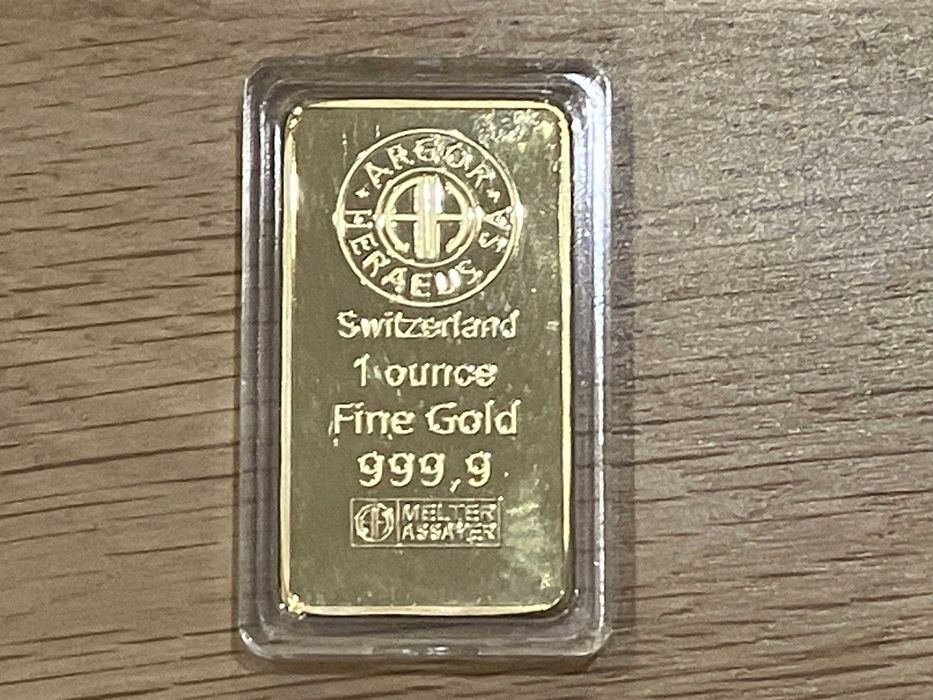 ARGOR
HERAEUS SA
Switzerland
1 ounce
Fine Gold
999,9
MELTER
ASSAYER